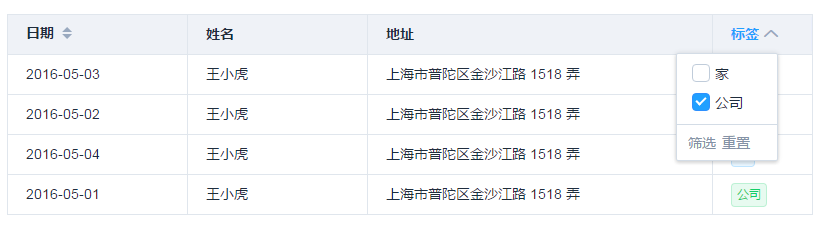 日期 姓名 地址 标签
2016-05-03 王小虎 上海市普陀区金沙江路 1518 弄
家
2016-05-02 王小虎 上海市普陀区金沙江路 1518 弄
公司
2016-05-04 王小虎 上海市普陀区金沙江路 1518 弄
筛选 重置
2016-05-01 王小虎 上海市普陀区金沙江路 1518 弄 公司